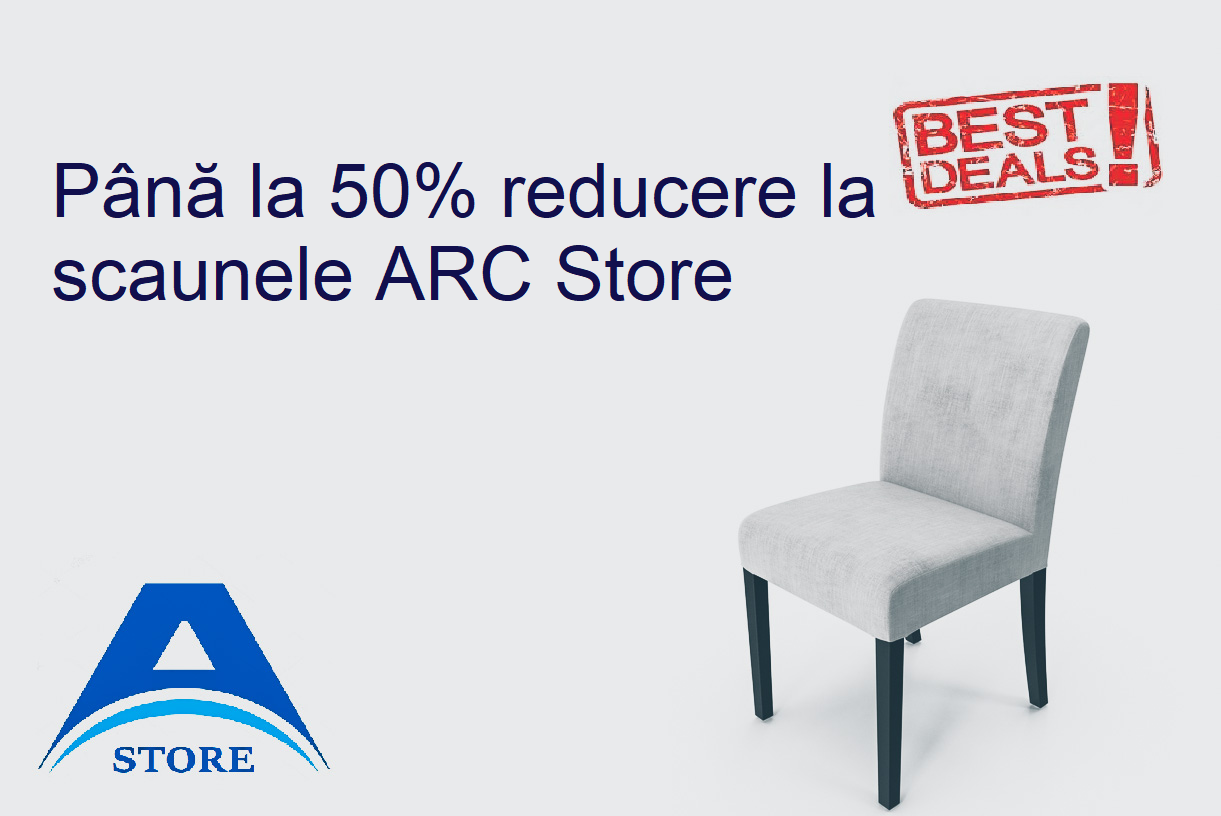 BEST
DEALS!
Până la 50% reducere la
scaunele ARC Store
A
STORE